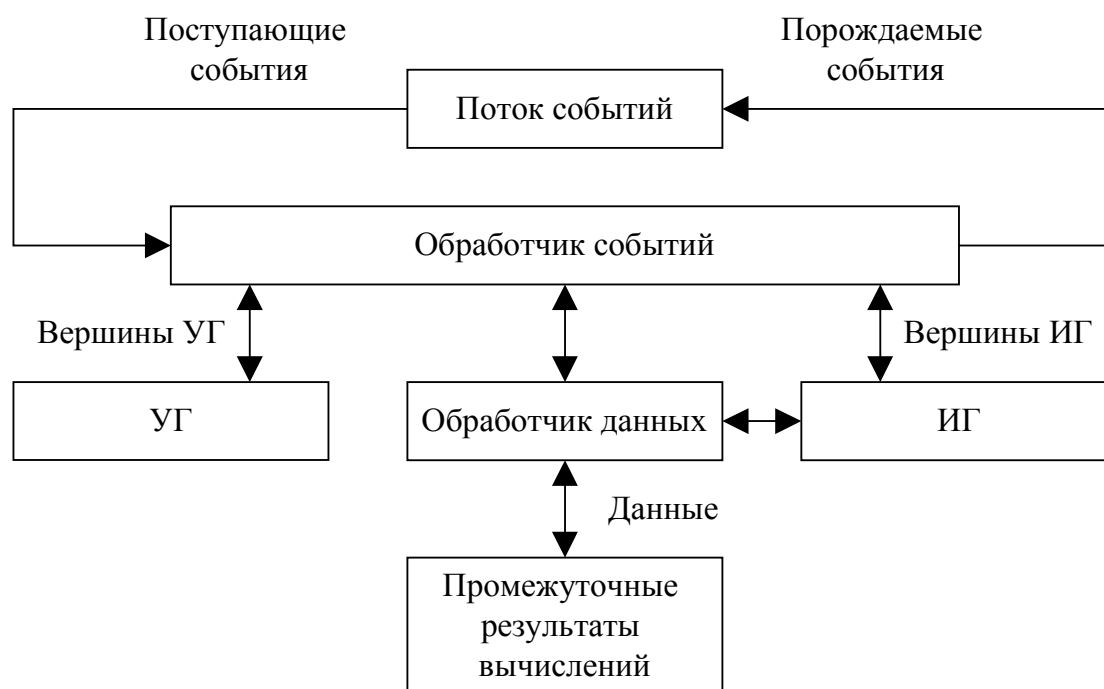 Поступающие
события
Порождаемые
события
Поток событий
Обработчик событий
Вершины УГ
Вершины ИГ
УГ
Обработчик данных
ИГ
Данные
Промежуточные
результаты
вычислений